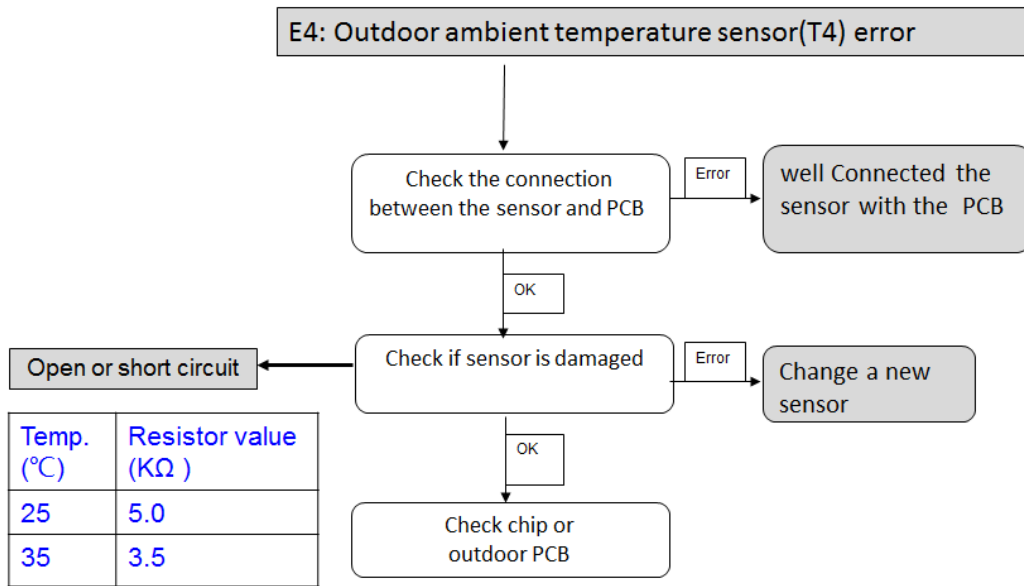 E4: Outdoor ambient temperature sensor(T4) error
Check the connection
between the sensor and PCB
Error
well Connected the
sensor with the PCB
OK
Open or short circuit
Check if sensor is damaged
Error
Change a new
sensor
Temp.
(℃)
Resistor value
(KΩ )
25
5.0
35
3.5
OK
Check chip or
outdoor PCB